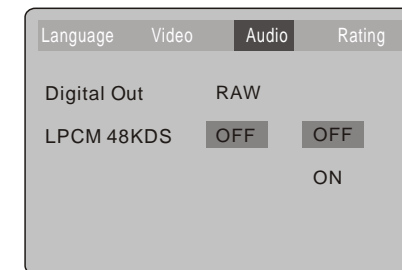 Language Video Audio Rating
Digital Out RAW
LPCM 48KDS OFF OFF
ON